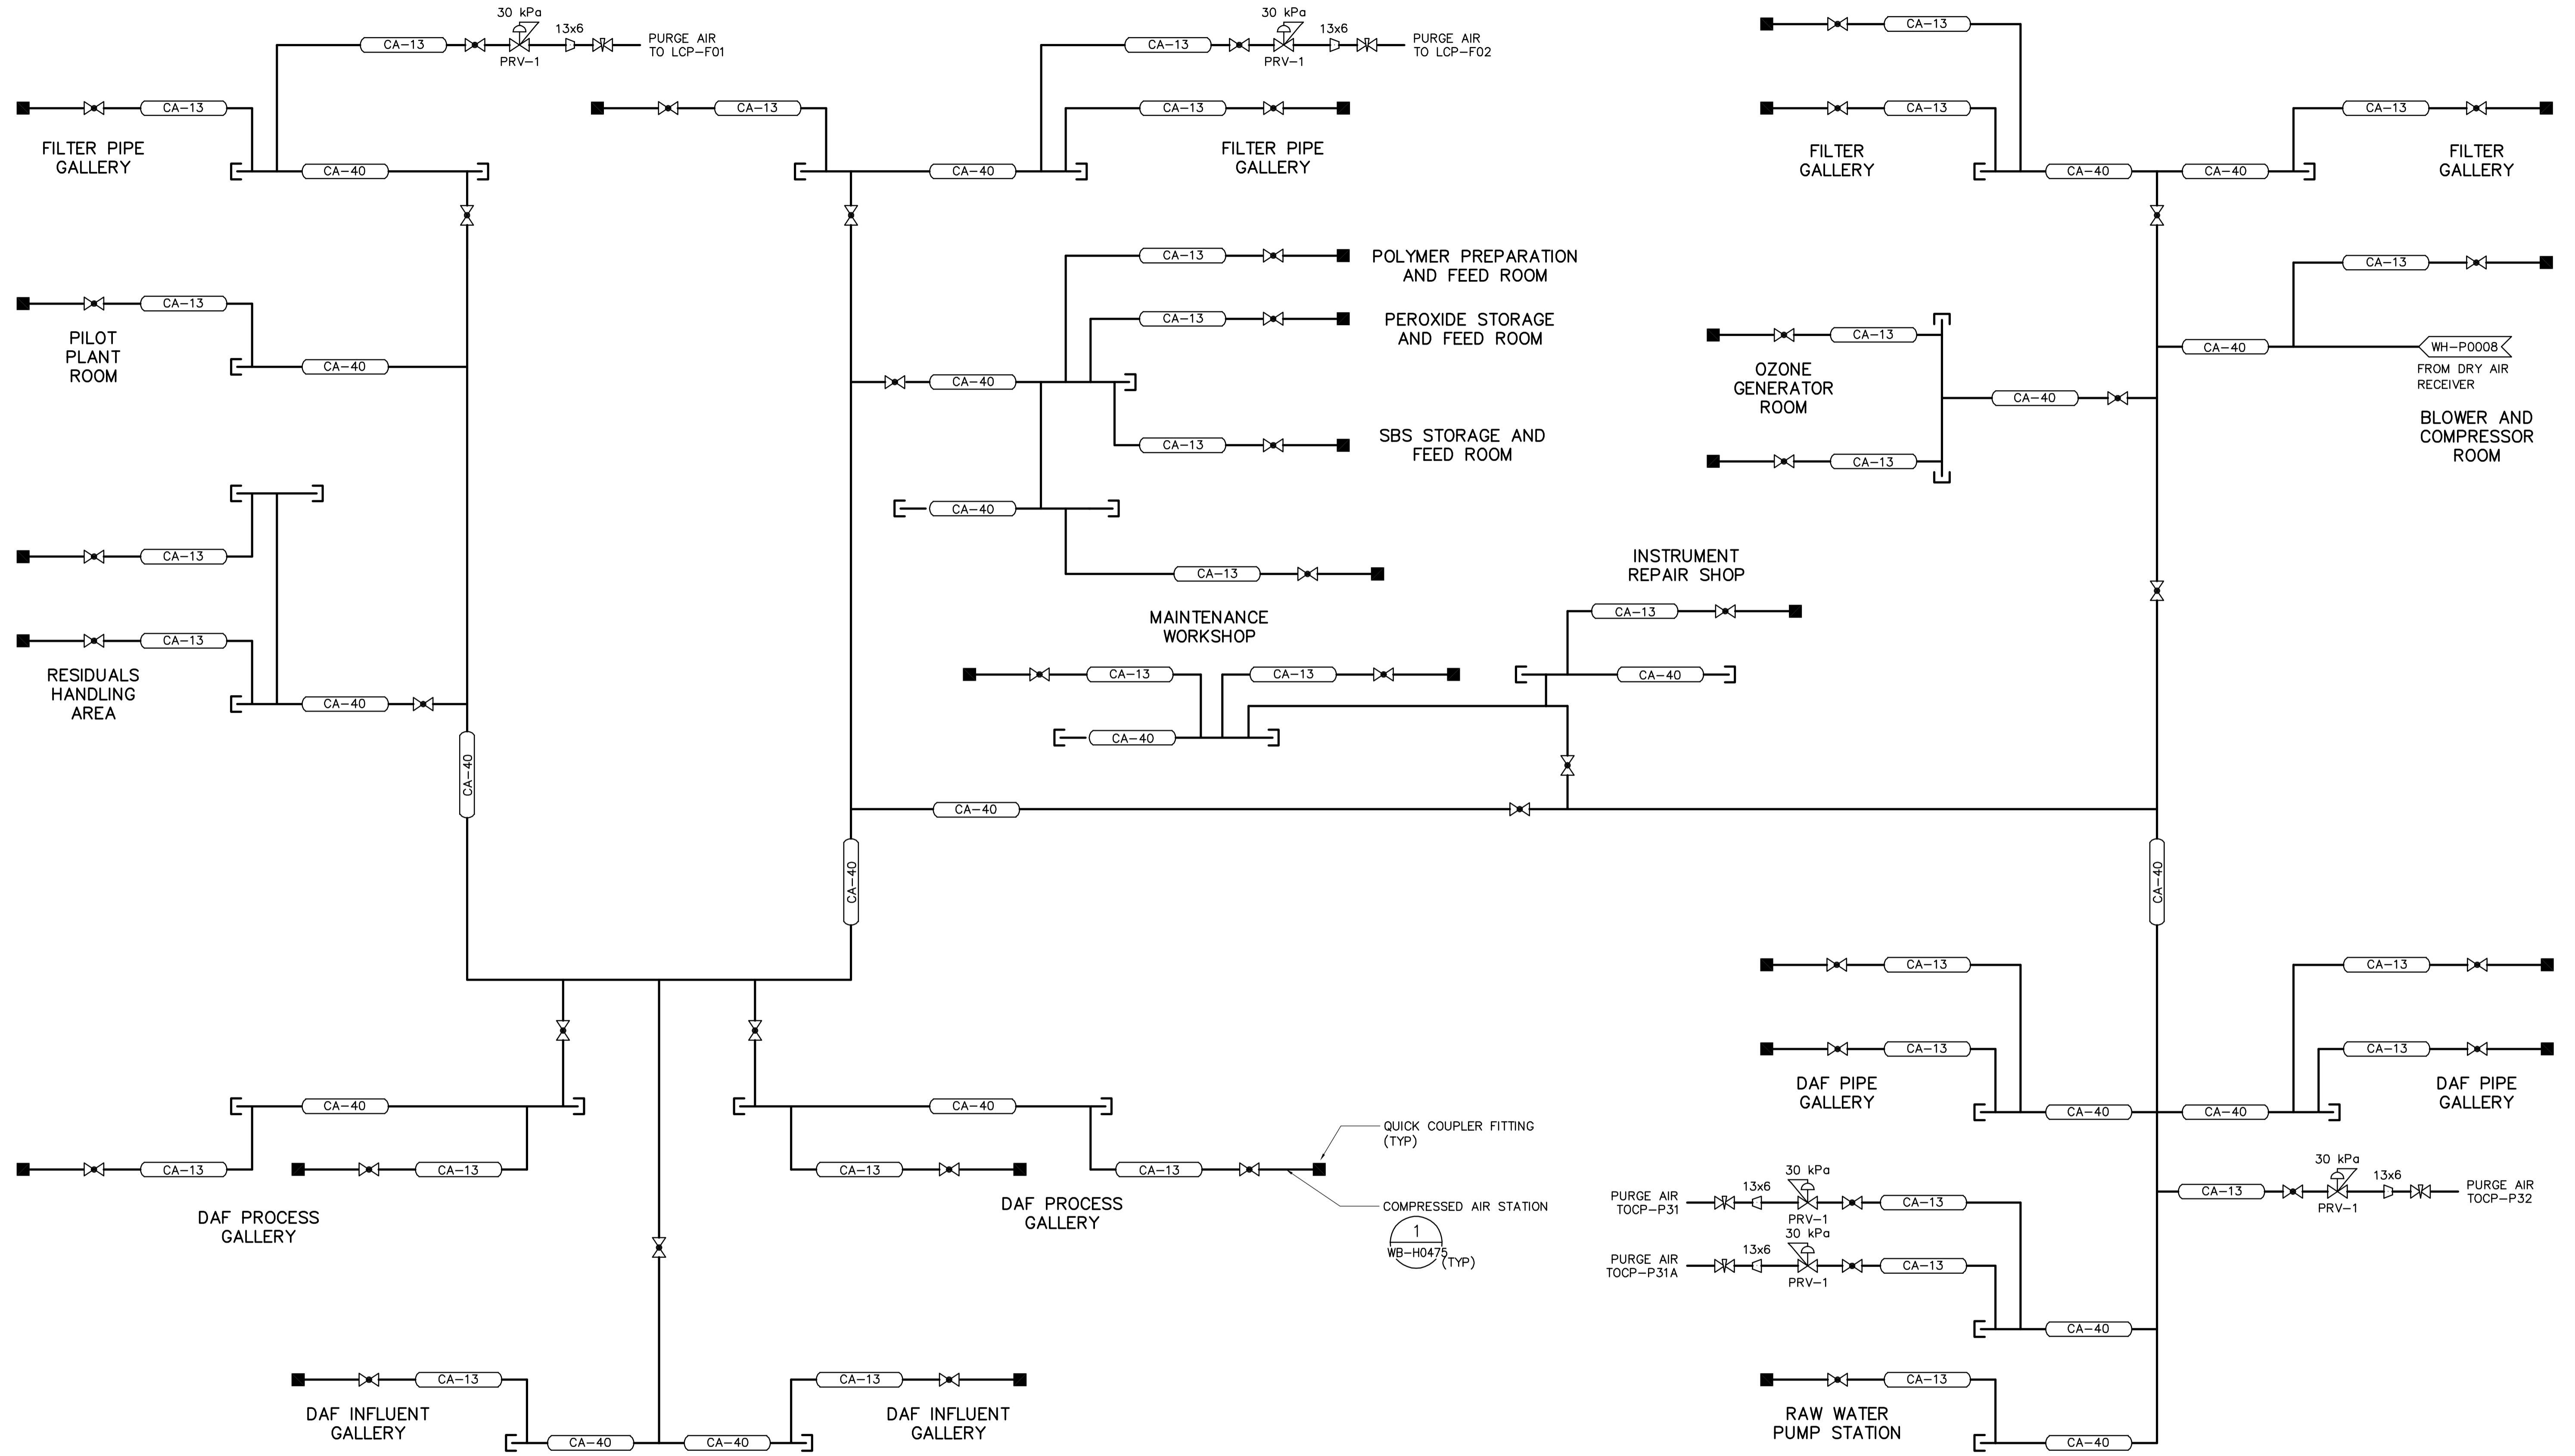 30 kPa
13x6
CA-13
PRV-1
PURGE AIR
TO LCP-F01
30 kPa
13x6
CA-13
PRV-1
PURGE AIR
TO LCP-F02
CA-13
CA-13
FILTER PIPE
GALLERY
CA-40
CA-13
CA-13
FILTER PIPE
GALLERY
CA-40
CA-13
FILTER
GALLERY
CA-40
CA-40
CA-13
FILTER
GALLERY
CA-13
PILOT
PLANT
ROOM
CA-40
CA-13
POLYMER PREPARATION
AND FEED ROOM
CA-13
PEROXIDE STORAGE
AND FEED ROOM
CA-40
CA-13
SBS STORAGE AND
FEED ROOM
CA-40
CA-13
CA-13
CA-13
OZONE
GENERATOR
ROOM
CA-40
CA-13
CA-40
WH-P0008
FROM DRY AIR
RECEIVER
BLOWER AND
COMPRESSOR
ROOM
CA-13
CA-13
RESIDUALS
HANDLING
AREA
CA-40
CA-40
INSTRUMENT
REPAIR SHOP
CA-13
CA-40
MAINTENANCE
WORKSHOP
CA-13
CA-13
CA-40
CA-40
CA-40
CA-40
CA-13
CA-13
CA-13
CA-13
DAF PIPE
GALLERY
CA-40
CA-40
DAF PIPE
GALLERY
CA-40
CA-13
CA-13
DAF PROCESS
GALLERY
CA-40
CA-13
CA-13
DAF PROCESS
GALLERY
QUICK COUPLER FITTING
(TYP)
COMPRESSED AIR STATION
1
WB-H0475
(TYP)
30 kPa
13x6
PURGE AIR
TOCP-P31
PRV-1
CA-13
30 kPa
13x6
PURGE AIR
TOCP-P31A
PRV-1
CA-13
CA-40
30 kPa
13x6
CA-13
PRV-1
PURGE AIR
TOCP-P32
CA-13
DAF INFLUENT
GALLERY
CA-40
CA-40
CA-13
DAF INFLUENT
GALLERY
CA-13
RAW WATER
PUMP STATION
CA-40